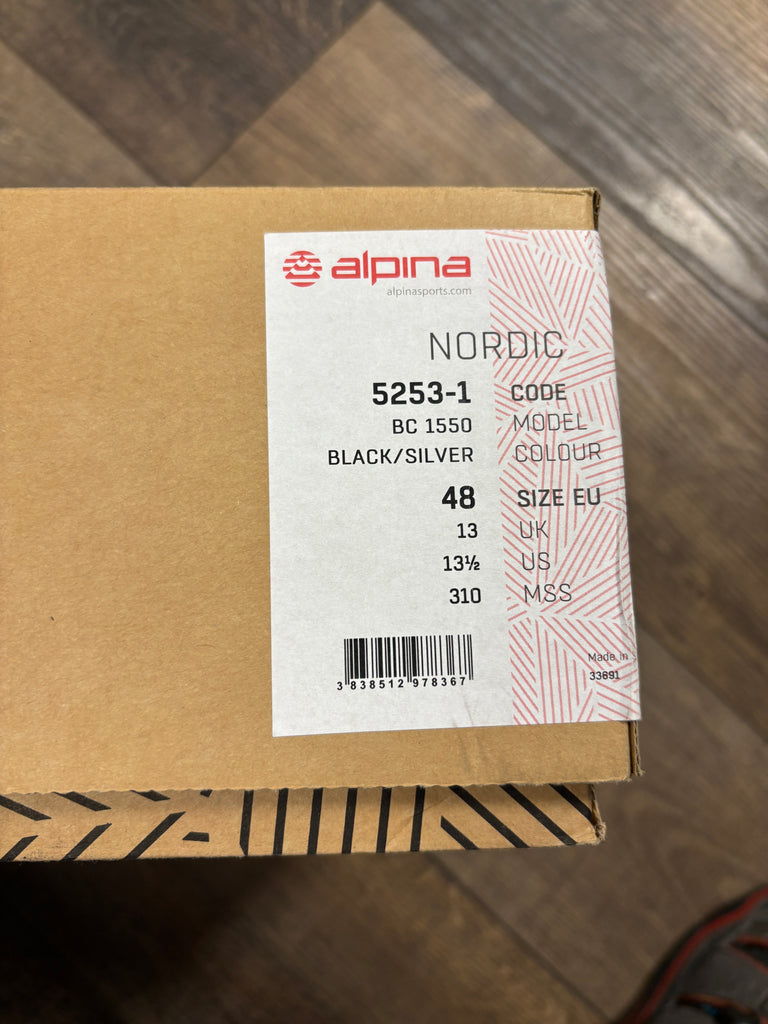 alpina
alpinasports.com
NORDIC
5253-1 CODE
BC 1550 MODEL
BLACK/SILVER COLOUR
48 SIZE EU
13 UK
13½ US
310 MSS
Made in
33691
3 838512 978367